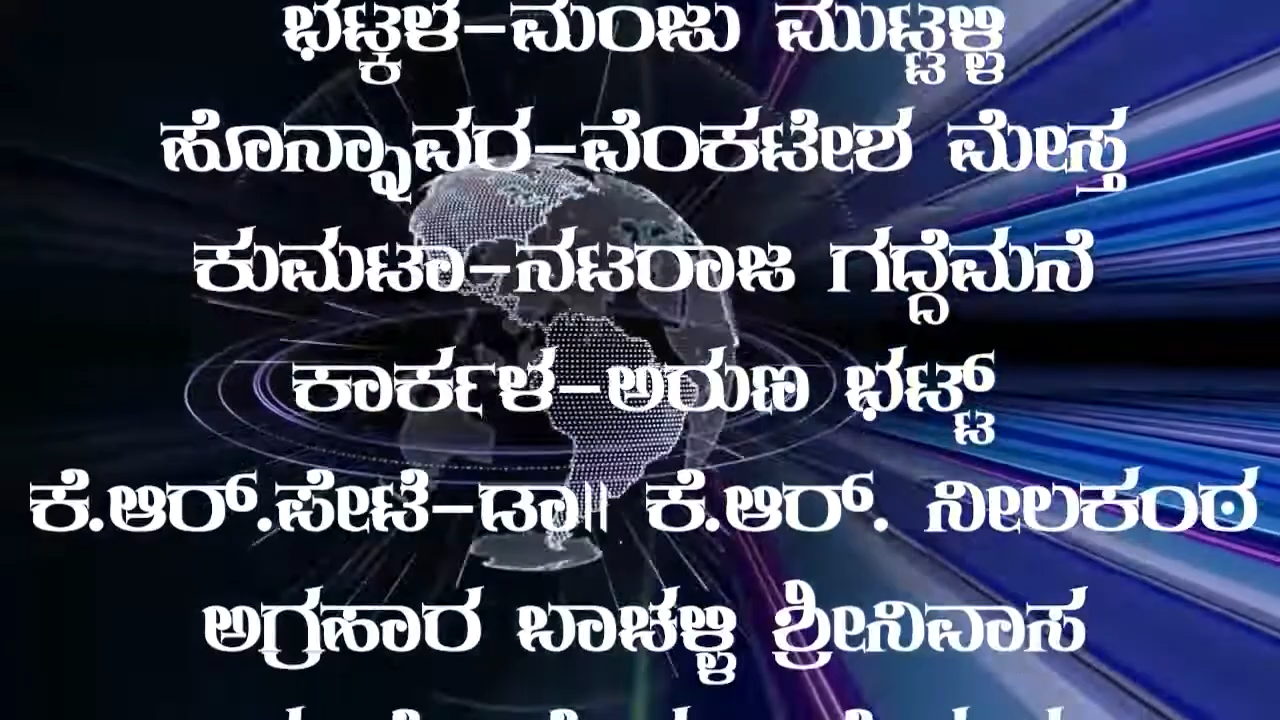 ಭಟ್ಕಳ-ಮಂಜು ಮುಟ್ಟಳ್ಳಿ
ಹೊನ್ನಾವರ-ವೆಂಕಟೇಶ ಮೇಸ್ತ
ಕುಮಟಾ-ನಟರಾಜ ಗದ್ದೆಮನೆ
ಕಾರ್ಕಳ-ಅರುಣ ಭಟ್ಟ್
ಕೆ.ಆರ್.ಪೇಟೆ-ಡಾ॥ ಕೆ.ಆರ್. ನೀಲಕಂಠ
ಅಗ್ರಹಾರ ಬಾಚಳ್ಳಿ ಶ್ರೀನಿವಾಸ